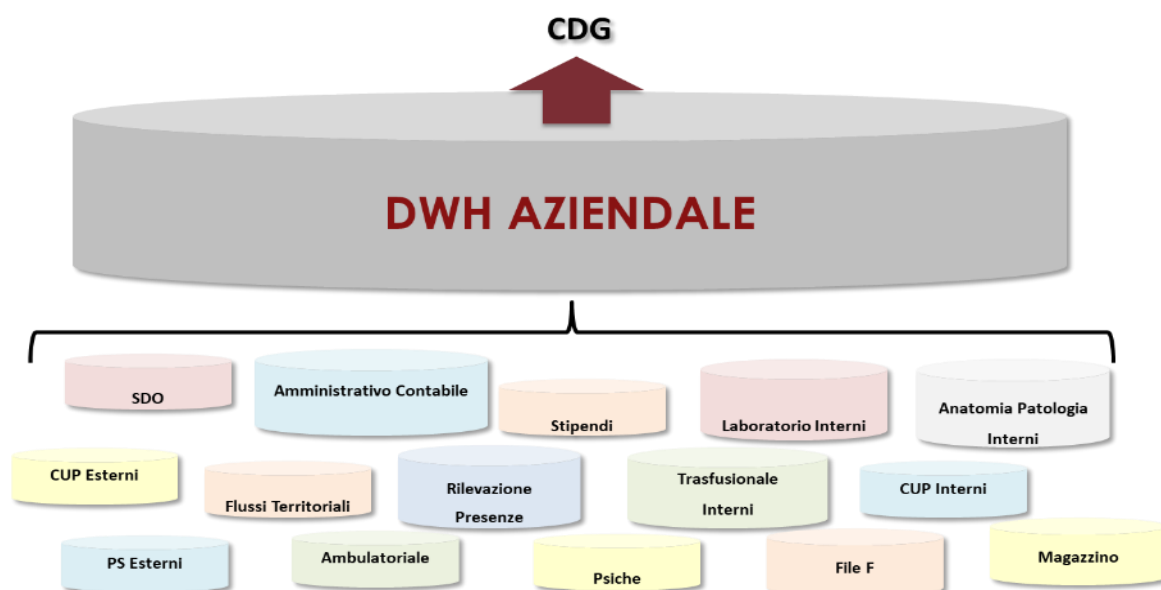 CDG
DWH AZIENDALE
SDO
Amministrativo Contabile
Stipendi
Laboratorio Interni
Anatomia Patologia
Interni
CUP Esterni
Flussi Territoriali
Rilevazione
Presenze
Trasfusionale
Interni
CUP Interni
PS Esterni
Ambulatoriale
Psiche
File F
Magazzino